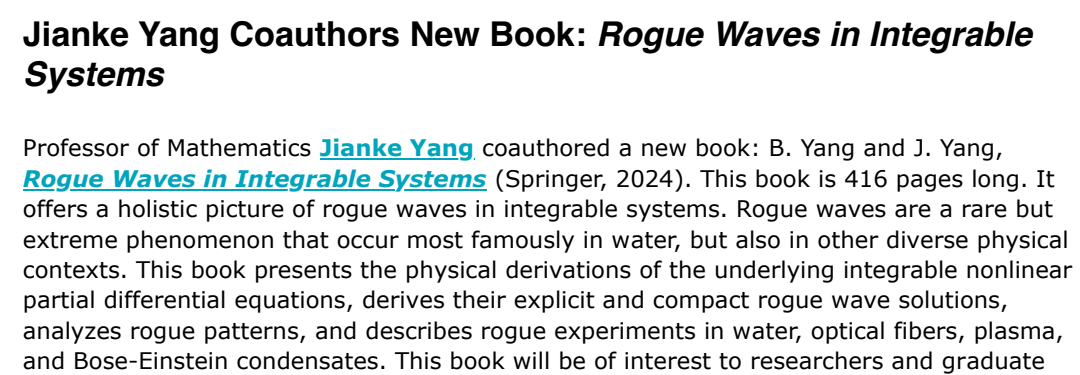 Jianke Yang Coauthors New Book: Rogue Waves in Integrable
Systems
Professor of Mathematics Jianke Yang coauthored a new book: B. Yang and J. Yang,
Rogue Waves in Integrable Systems (Springer, 2024). This book is 416 pages long. It
offers a holistic picture of rogue waves in integrable systems. Rogue waves are a rare but
extreme phenomenon that occur most famously in water, but also in other diverse physical
contexts. This book presents the physical derivations of the underlying integrable nonlinear
partial differential equations, derives their explicit and compact rogue wave solutions,
analyzes rogue patterns, and describes rogue experiments in water, optical fibers, plasma,
and Bose-Einstein condensates. This book will be of interest to researchers and graduate